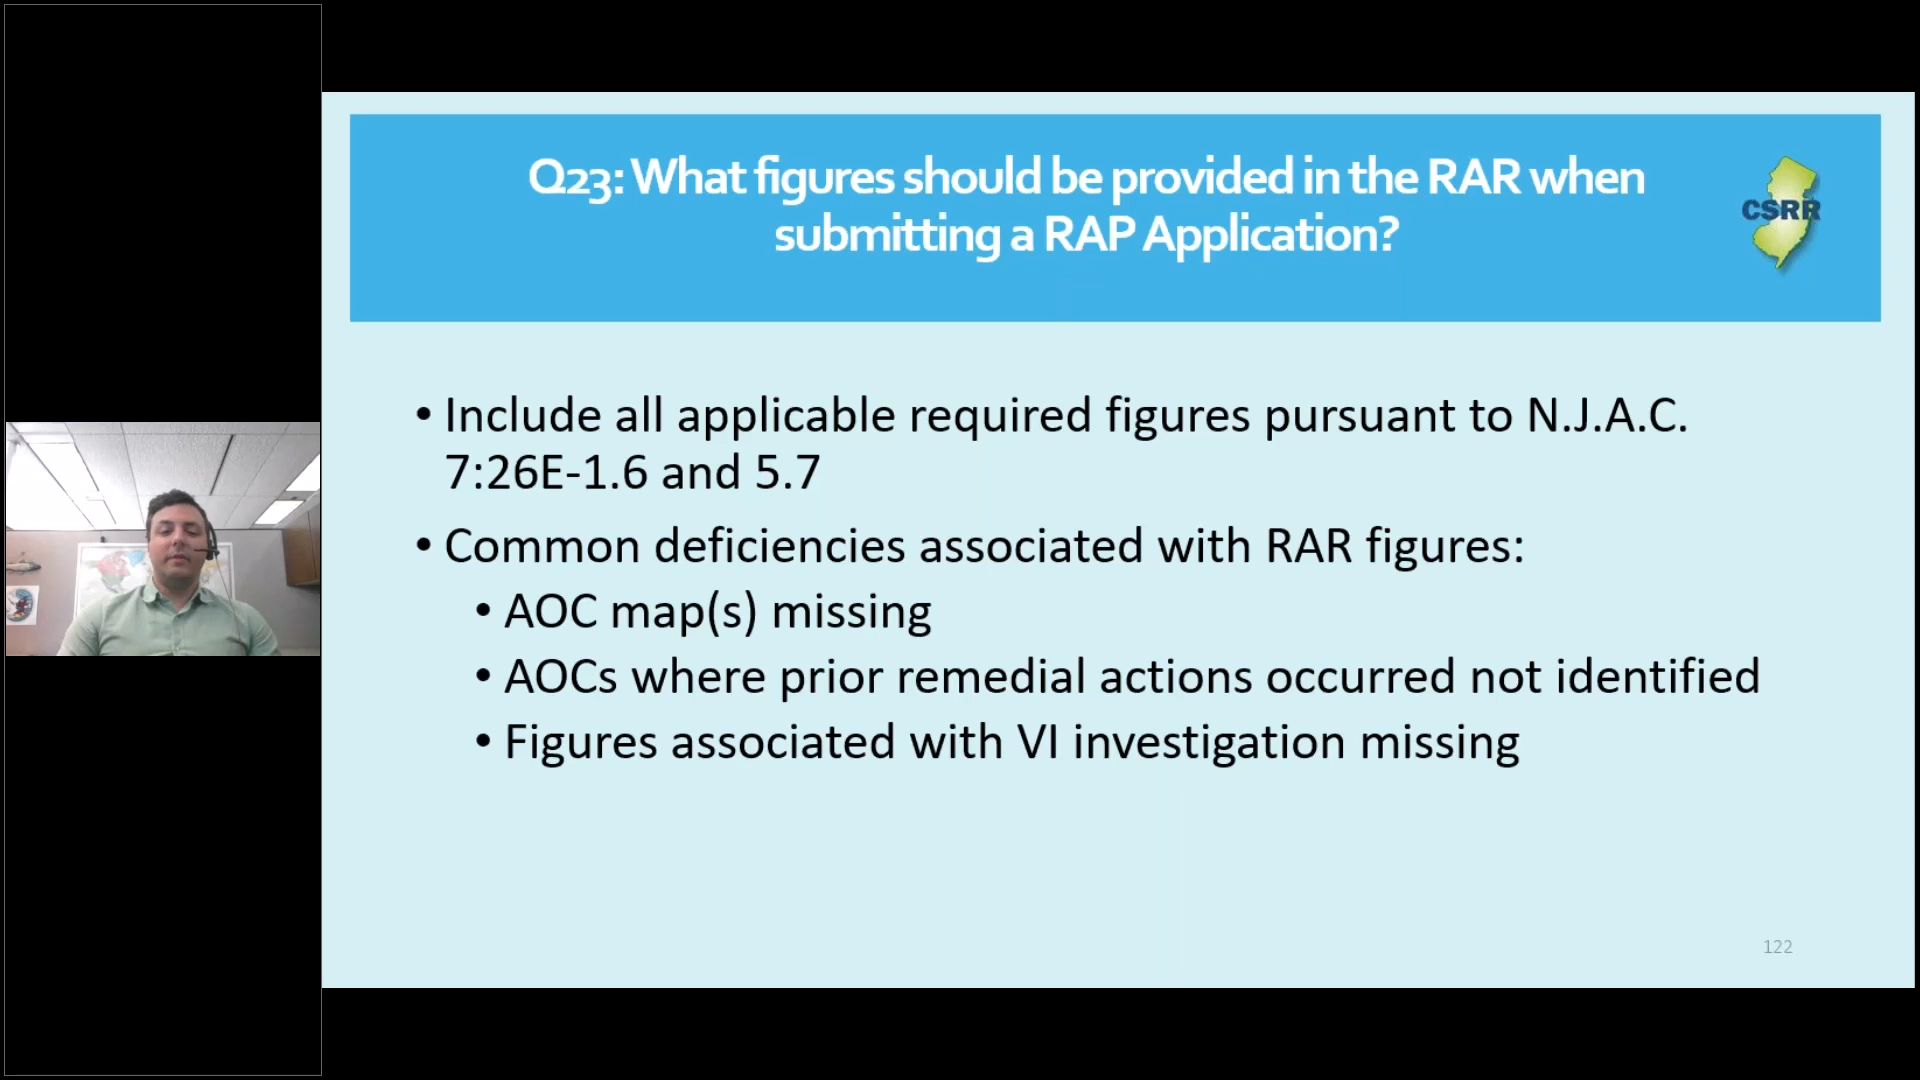 Q23: What figures should be provided in the RAR when
submitting a RAP Application?
CSRR
• Include all applicable required figures pursuant to N.J.A.C.
7:26E-1.6 and 5.7
• Common deficiencies associated with RAR figures:
• AOC map(s) missing
• AOCs where prior remedial actions occurred not identified
• Figures associated with VI investigation missing
122